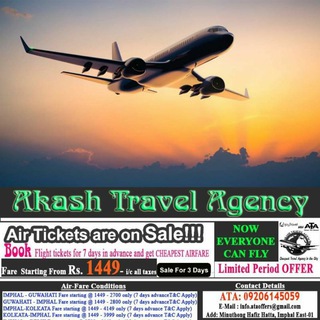 Akash Travel Agency
Air Tickets are on Sale!!!
Book Flight tickets for 7 days in advance and get CHEAPEST AIRFARE
Fare Starting From Rs. 1449- i/c all taxes
Sale For 3 Days
NOW
EVERYONE
CAN FLY
ATA
Limited Period OFFER
Air-Fare Conditions
IMPHAL - GUWAHATI Fare starting @ 1449 - 2700 only (7 days advance T&C Apply)
GUWAHATI - IMPHAL Fare starting @ 1449 - 2800 only (7 days advance T&C Apply)
IMPHAL-KOLKATA Fare starting @ 1449 - 4149 only (7 days advance T&C Apply)
KOLKATA-IMPHAL Fare starting @ 1449 - 3999 only (7 days advance T&C Apply)
Contact Details
ATA: 09206145059
E Mail : Info.ataoffers@gmail.com
Add: Minuthong Hafiz Hatta, Imphal East-01